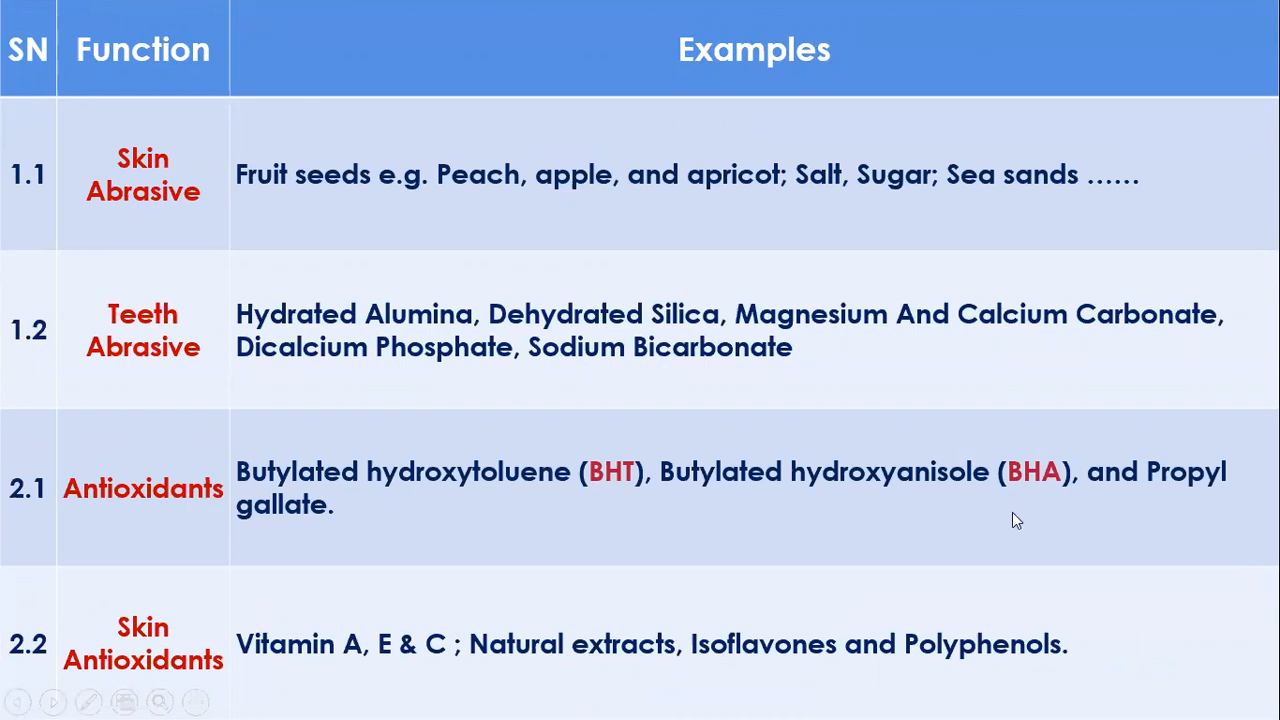 SN Function Examples
1.1 Skin Abrasive Fruit seeds e.g. Peach, apple, and apricot; Salt, Sugar; Sea sands ......
1.2 Teeth Abrasive Hydrated Alumina, Dehydrated Silica, Magnesium And Calcium Carbonate,
Dicalcium Phosphate, Sodium Bicarbonate
2.1 Antioxidants Butylated hydroxytoluene (BHT), Butylated hydroxyanisole (BHA), and Propyl
gallate.
2.2 Skin Antioxidants Vitamin A, E & C ; Natural extracts, Isoflavones and Polyphenols.